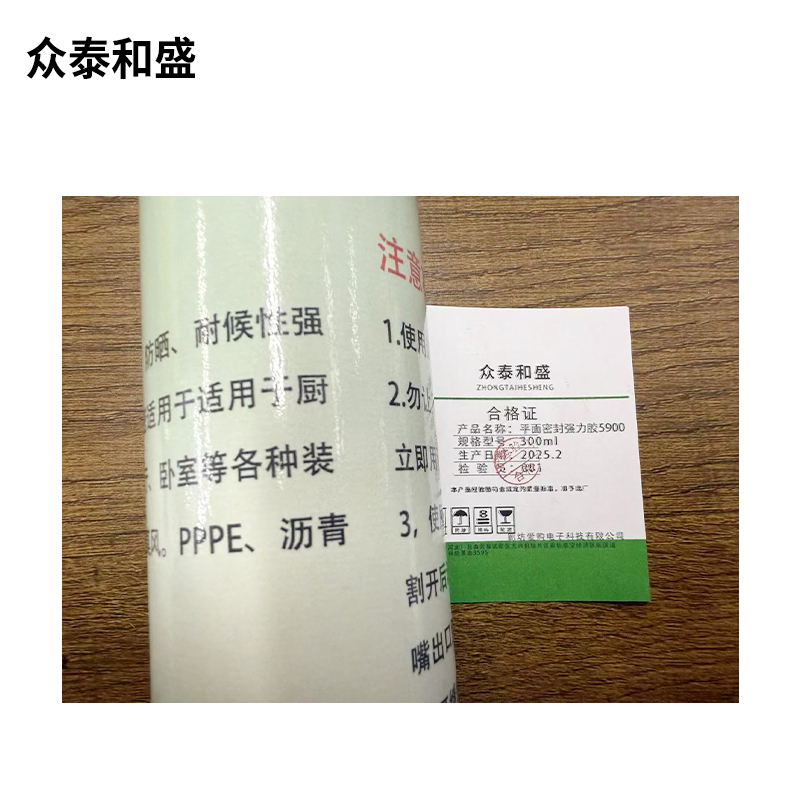 众泰和盛
防晒、耐候性强
适用于适用于厨
卧室等各种装
风。PPPE、沥青
注意
1.使用
2.勿
立即用
3,使
割开后
嘴出口
众泰和盛
ZHONGTAIHESHENG
合格证
产品名称：平面密封强力胶5900
规格型号：300ml
生产日期：2025.2
检验员：001